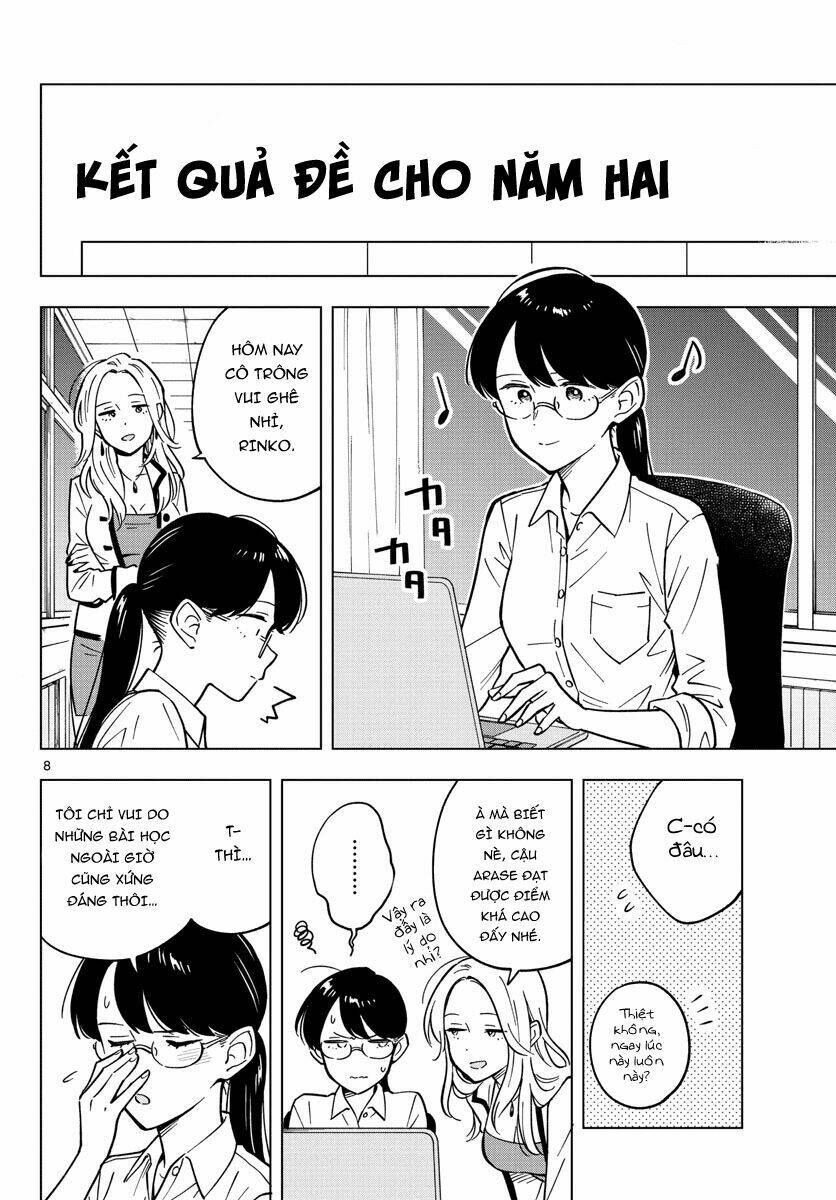 KẾT QUẢ ĐỀ CHO NĂM HAI
カタ
カタ
HÔM NAY
CÔ TRÔNG
VUI GHÊ
NHỈ,
RINKO.
8
C-có
đâu...
Thiệt
không,
ngay lúc
này luôn
này?
À MÀ BIẾT
GÌ KHÔNG
NÈ, CẬU
ARASE ĐẠT
ĐƯỢC ĐIỂM
KHÁ CAO
ĐẤY NHÉ.
Vậy ra
đấy là
lý do
nhỉ?
.........
T-
THÌ...
TÔI CHỈ VUI DO
NHỮNG BÀI HỌC
NGOÀI GIỜ
CŨNG XỨNG
ĐÁNG THÔI...